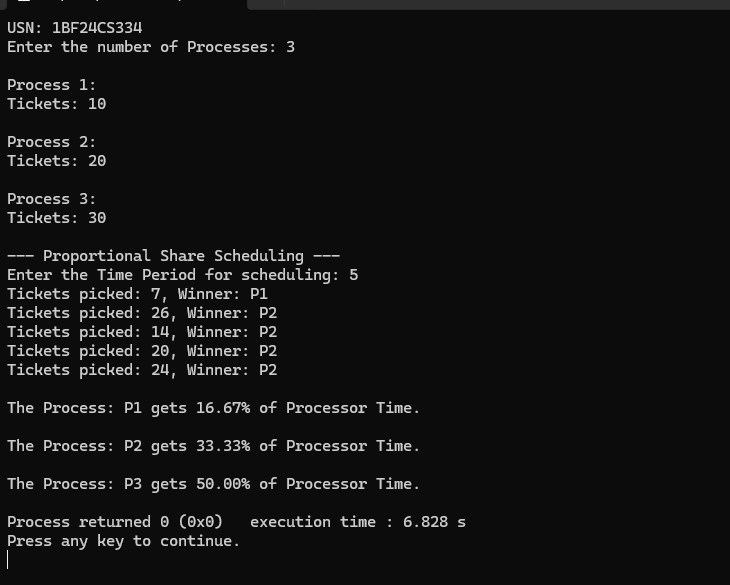 USN: 1BF24CS334
Enter the number of Processes: 3
Process 1:
Tickets: 10
Process 2:
Tickets: 20
Process 3:
Tickets: 30
--- Proportional Share Scheduling ---
Enter the Time Period for scheduling: 5
Tickets picked: 7, Winner: P1
Tickets picked: 26, Winner: P2
Tickets picked: 14, Winner: P2
Tickets picked: 20, Winner: P2
Tickets picked: 24, Winner: P2
The Process: P1 gets 16.67% of Processor Time.
The Process: P2 gets 33.33% of Processor Time.
The Process: P3 gets 50.00% of Processor Time.
Process returned 0 (0x0)   execution time : 6.828 s
Press any key to continue.